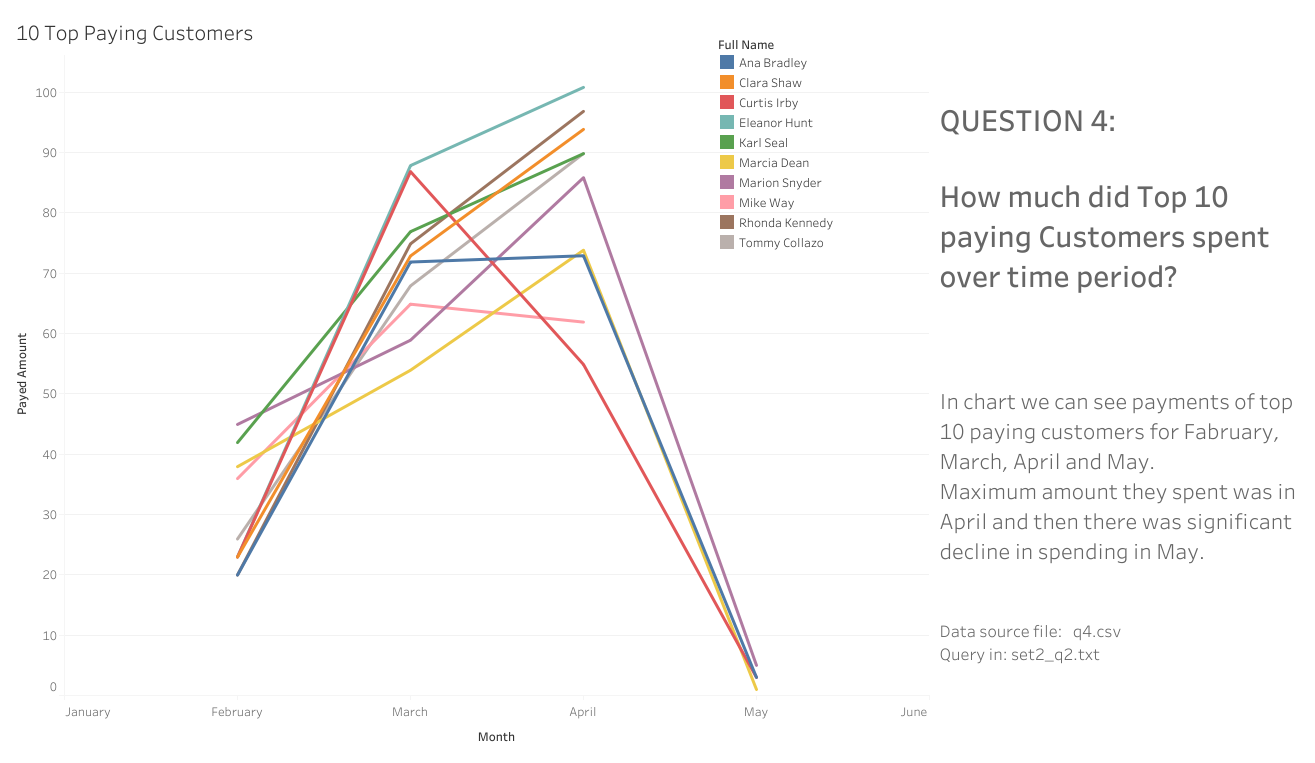 10 Top Paying Customers
Full Name
Ana Bradley
Clara Shaw
Curtis Irby
Eleanor Hunt
Karl Seal
Marcia Dean
Marion Snyder
Mike Way
Rhonda Kennedy
Tommy Collazo
100
90
80
70
60
50
40
30
20
10
0
Payed Amount
January
February
March
April
May
June
Month
QUESTION 4:
How much did Top 10
paying Customers spent
over time period?
In chart we can see payments of top
10 paying customers for Fabruary,
March, April and May.
Maximum amount they spent was in
April and then there was significant
decline in spending in May.
Data source file: q4.csv
Query in: set2_q2.txt